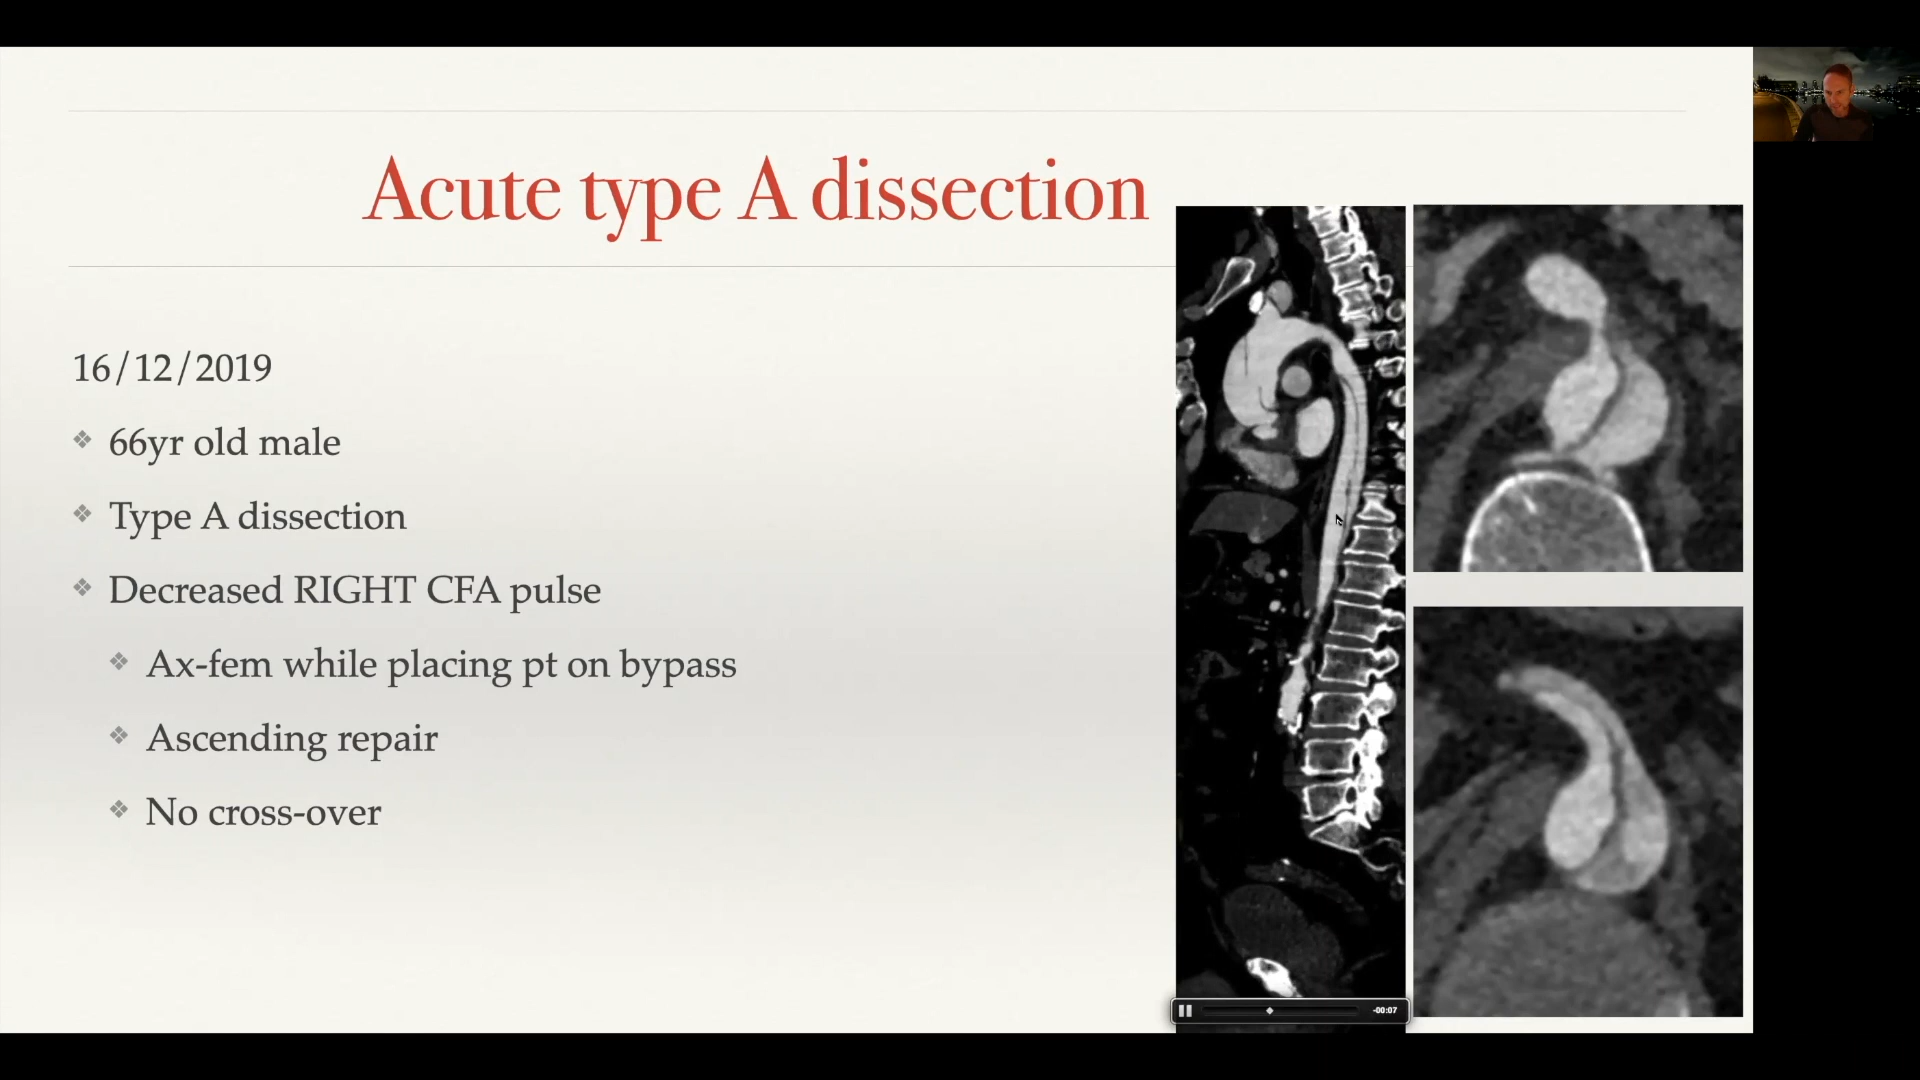 Acute type A dissection
16/12/2019
66yr old male
Type A dissection
Decreased RIGHT CFA pulse
Ax-fem while placing pt on bypass
Ascending repair
No cross-over
-00:07